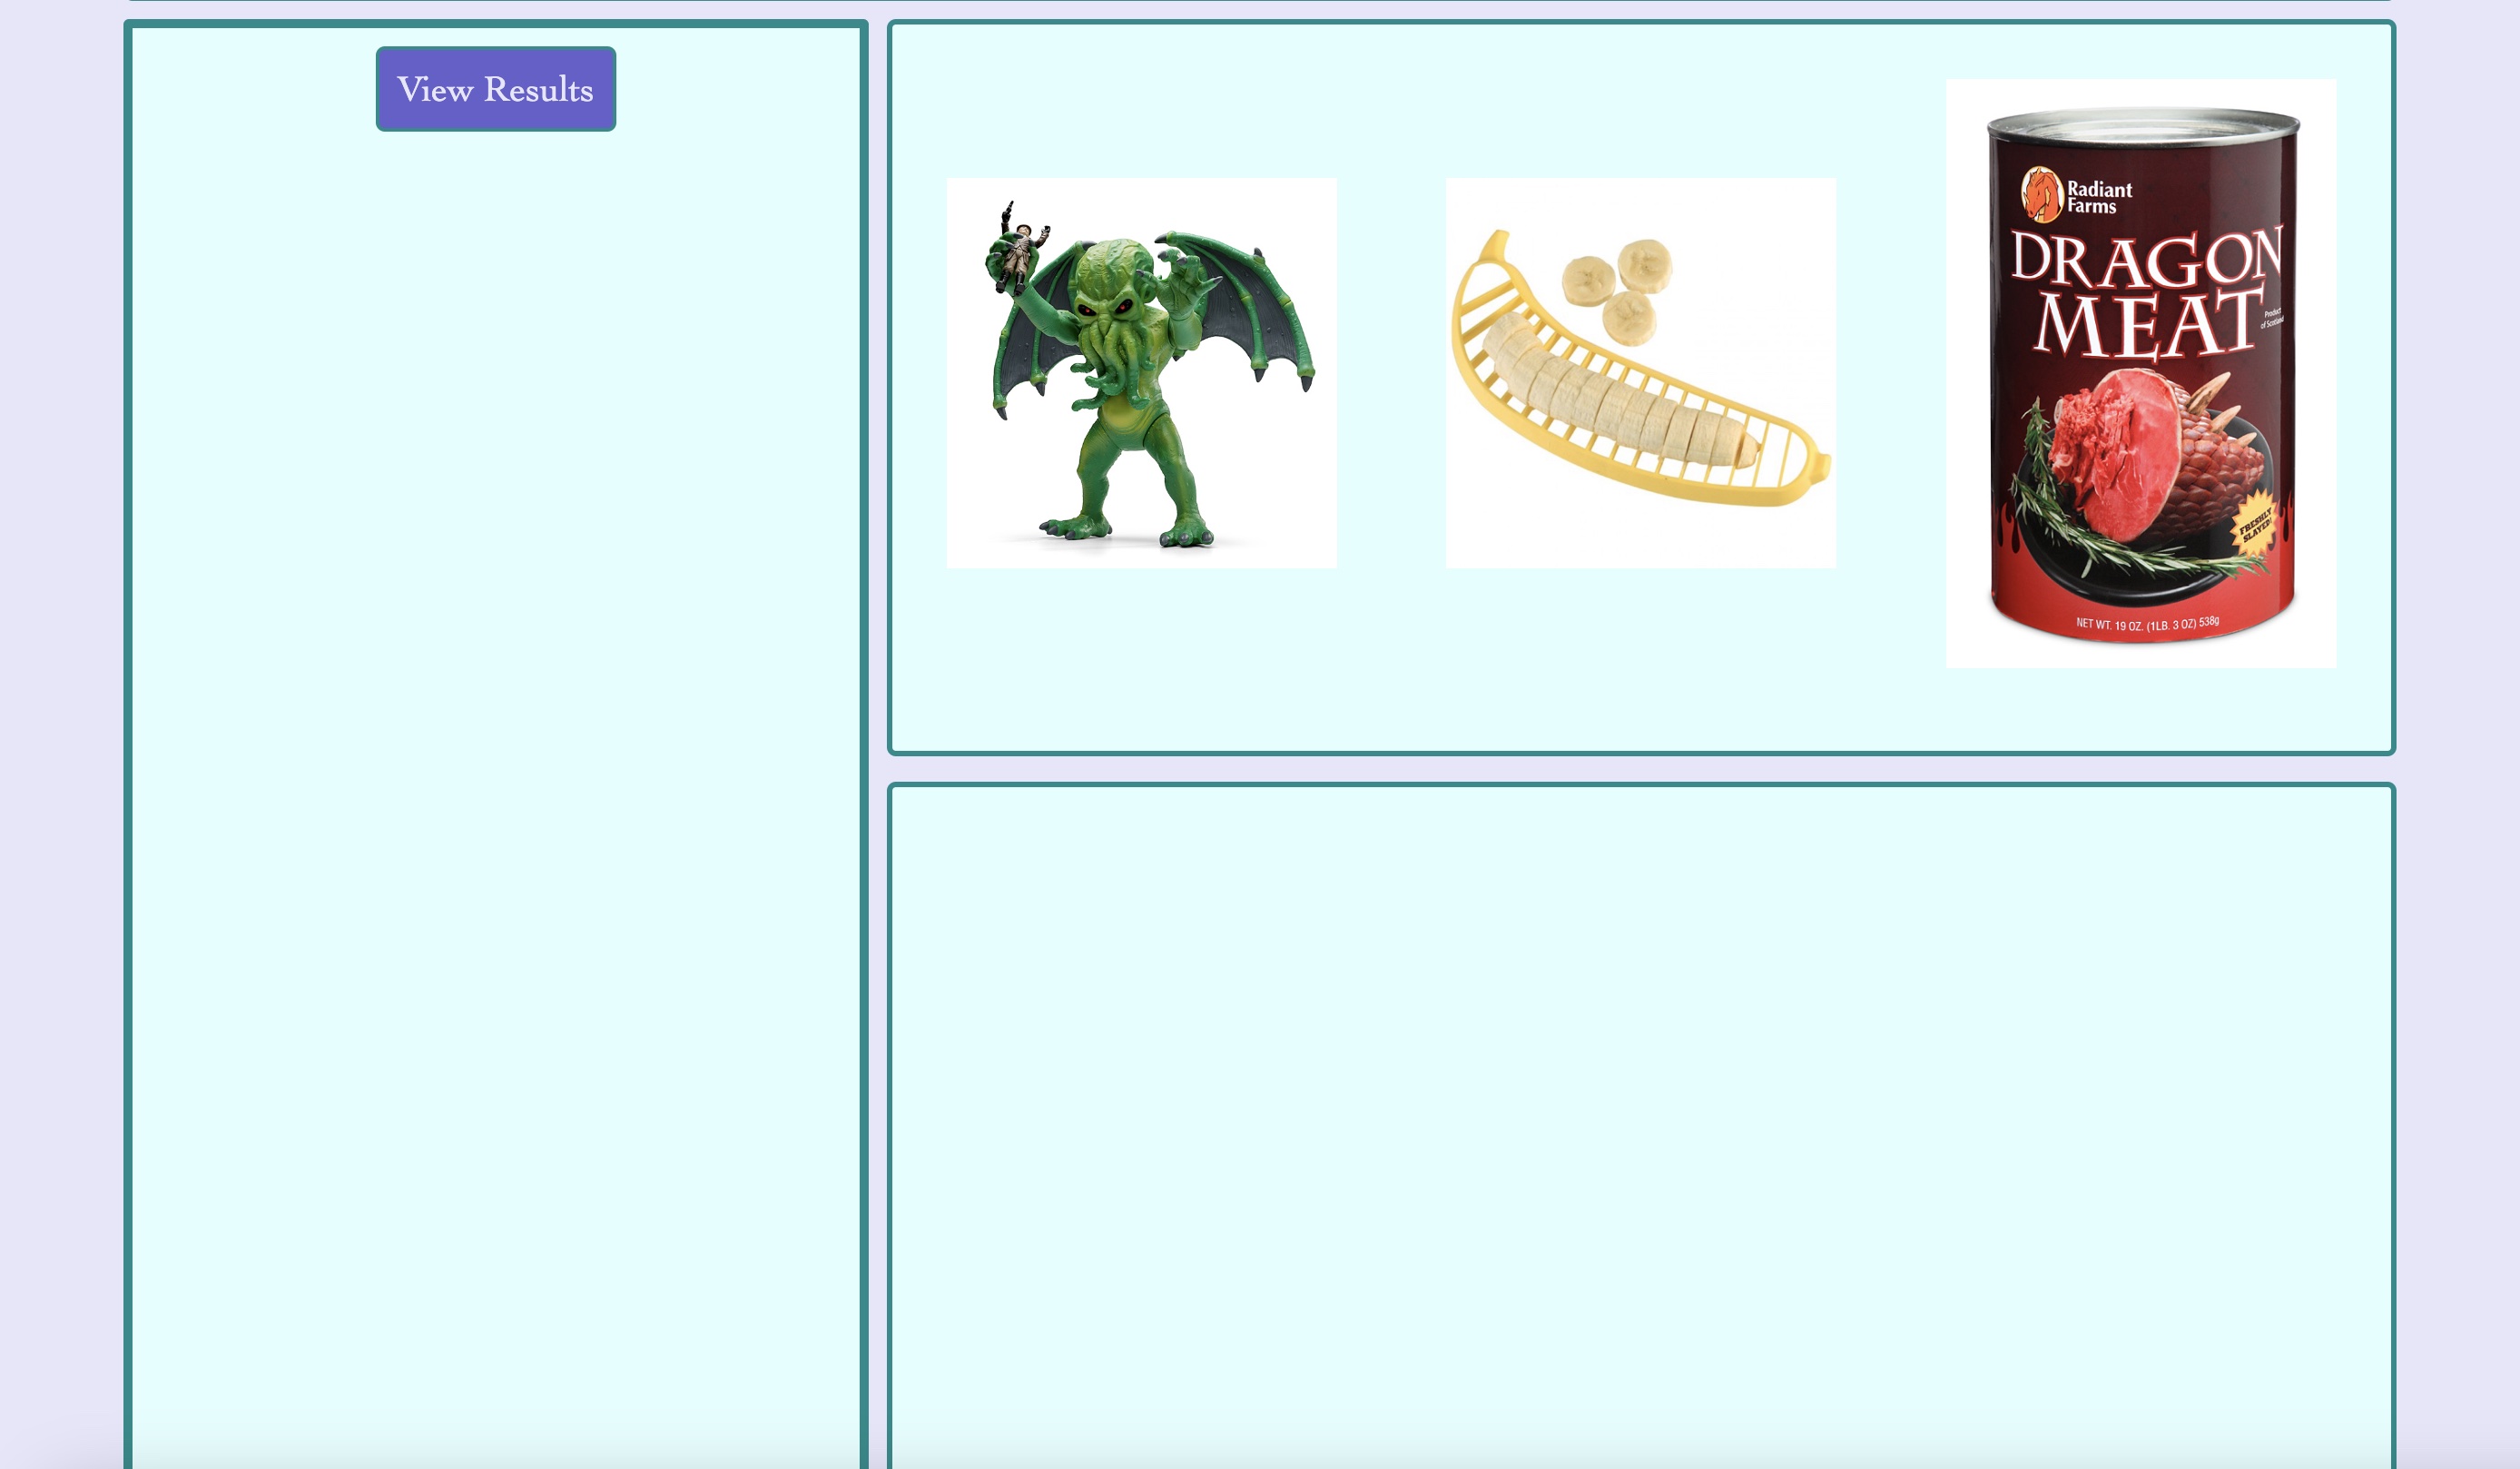 View Results
Radiant
Farms
DRAGON
MEAT
Product
of Scotland
FRESHLY
SLAYED!
NET WT. 19 OZ. (1LB. 3 OZ) 538g